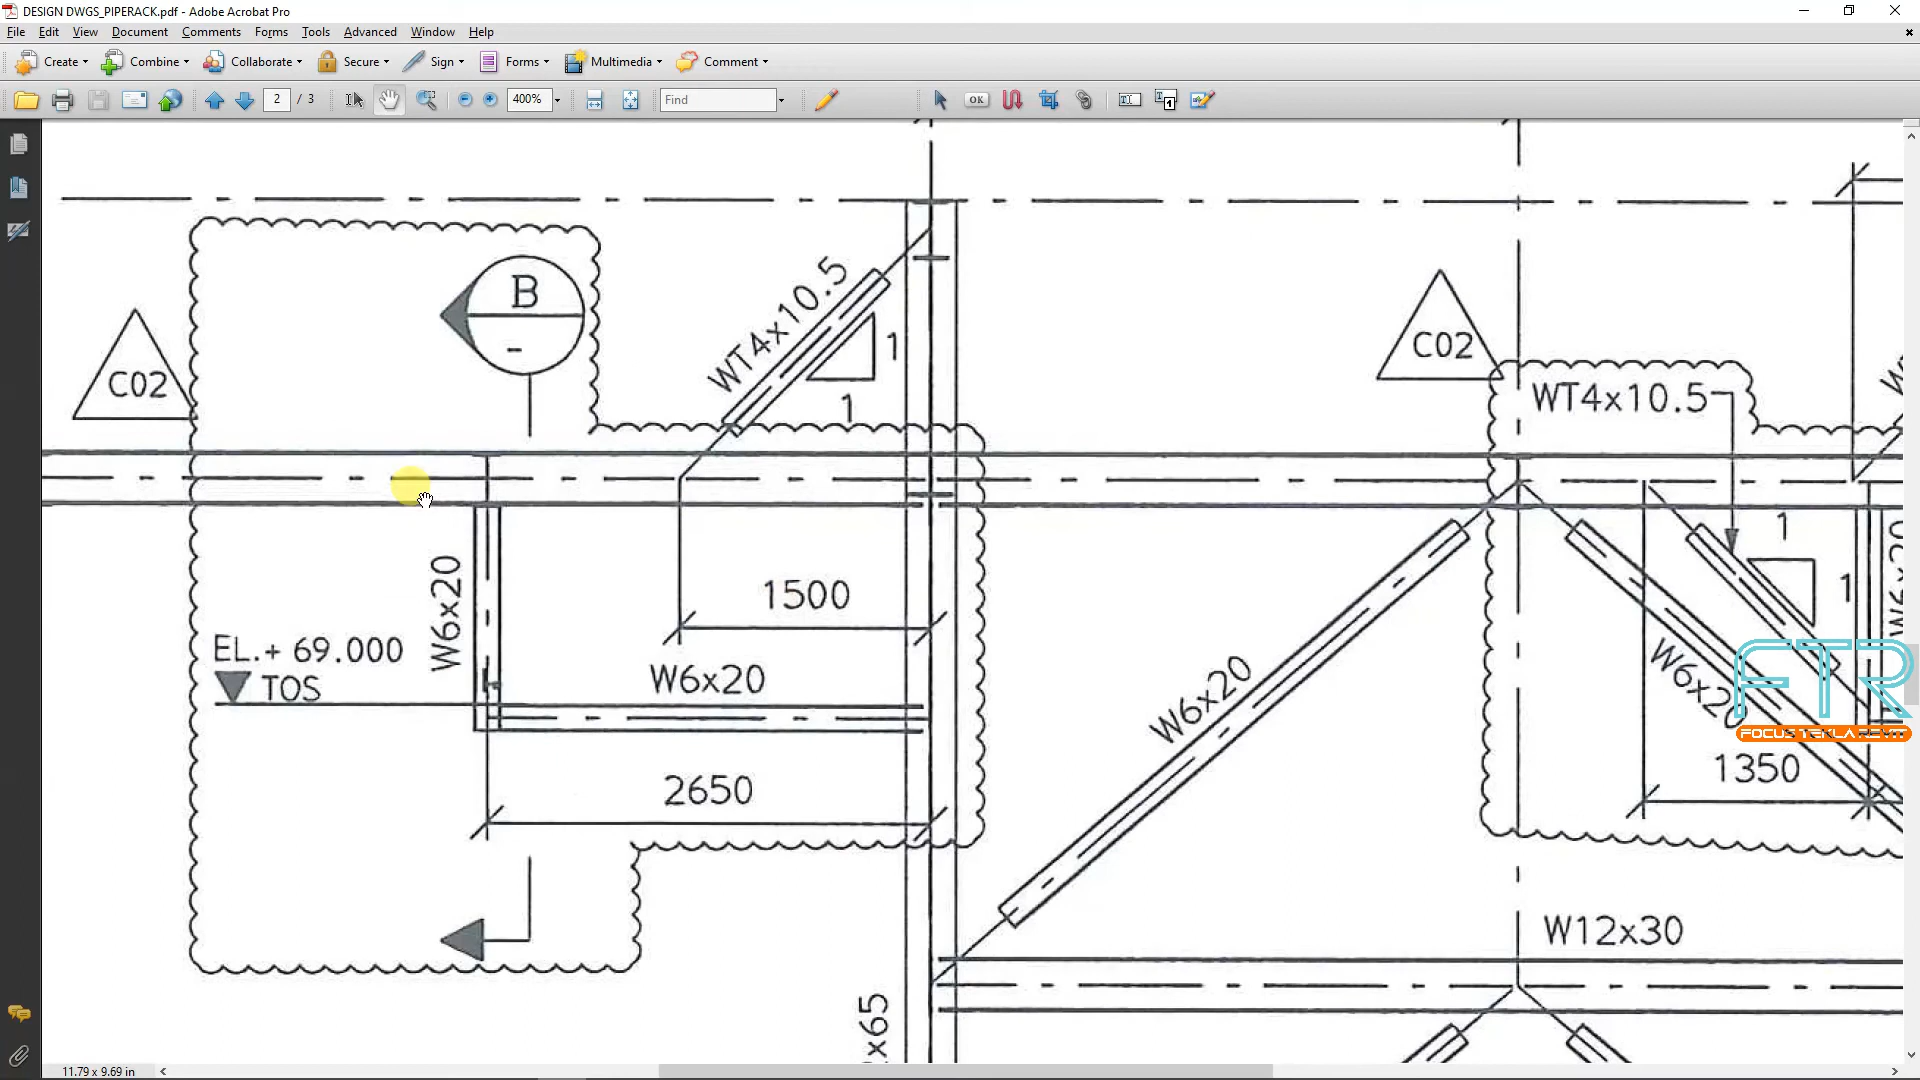 DESIGN DWGS_PIPERACK.pdf - Adobe Acrobat Pro
File Edit View Document Comments Forms Tools Advanced Window Help
Create Combine Collaborate Secure Sign Forms Multimedia Comment
2 / 3 400% Find
B
-
WT4x10.5
1
1
C02
C02
WT4x10.5
W6x20
1500
EL.+ 69.000
TOS
W6x20
2650
W6x20
1
1
W6x20
W6x20
FTR
FOCUS TEKLA REVIT
1350
W12x30
x65
11.79 x 9.69 in